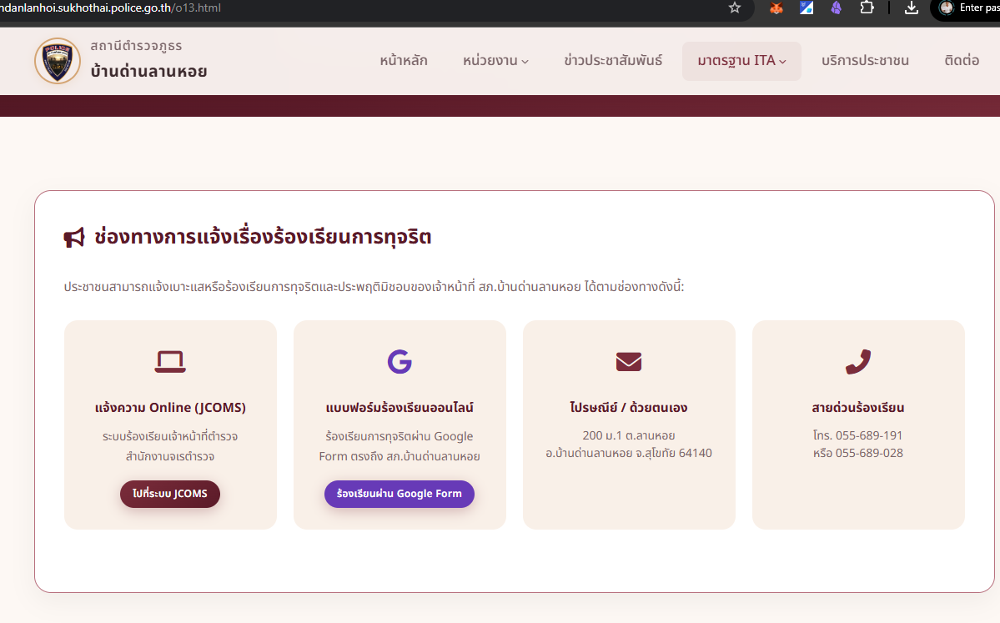 ndanlanhoi.sukhothai.police.go.th/o13.html
Enter pas
สถานีตำรวจภูธร
บ้านด่านลานหอย
หน้าหลัก
หน่วยงาน
ข่าวประชาสัมพันธ์
มาตรฐาน ITA
บริการประชาชน
ติดต่อ
ช่องทางการแจ้งเรื่องร้องเรียนการทุจริต
ประชาชนสามารถแจ้งเบาะแสหรือร้องเรียนการทุจริตและประพฤติมิชอบของเจ้าหน้าที่ สภ.บ้านด่านลานหอย ได้ตามช่องทางดังนี้:
แจ้งความ Online (JCOMS)
ระบบร้องเรียนเจ้าหน้าที่ตำรวจ
สำนักงานจเรตำรวจ
ไปที่ระบบ JCOMS
แบบฟอร์มร้องเรียนออนไลน์
ร้องเรียนการทุจริตผ่าน Google
Form ตรงถึง สภ.บ้านด่านลานหอย
ร้องเรียนผ่าน Google Form
ไปรษณีย์ / ด้วยตนเอง
200 ม.1 ต.ลานหอย
อ.บ้านด่านลานหอย จ.สุโขทัย 64140
สายด่วนร้องเรียน
โทร. 055-689-191
หรือ 055-689-028